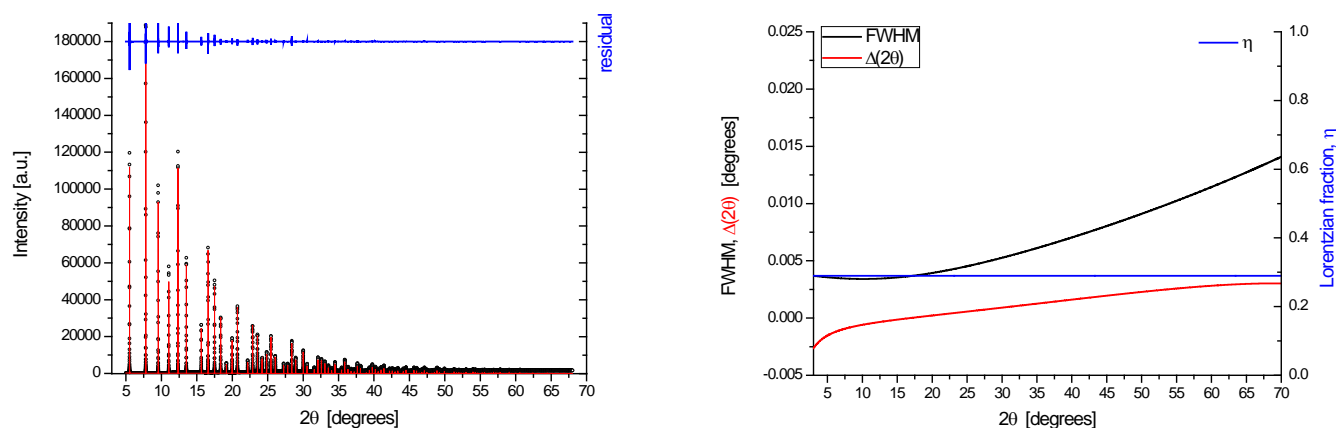 180000
160000
140000
120000
100000
80000
60000
40000
20000
0
Intensity [a.u.]
residual
5 10 15 20 25 30 35 40 45 50 55 60 65 70
2θ [degrees]
FWHM
Δ(2θ)
η
0.025
0.020
0.015
0.010
0.005
0.000
-0.005
FWHM, Δ(2θ) [degrees]
1.0
0.8
0.6
0.4
0.2
0.0
Lorentzian fraction, η
5 10 15 20 25 30 35 40 45 50 55 60 65 70
2θ [degrees]